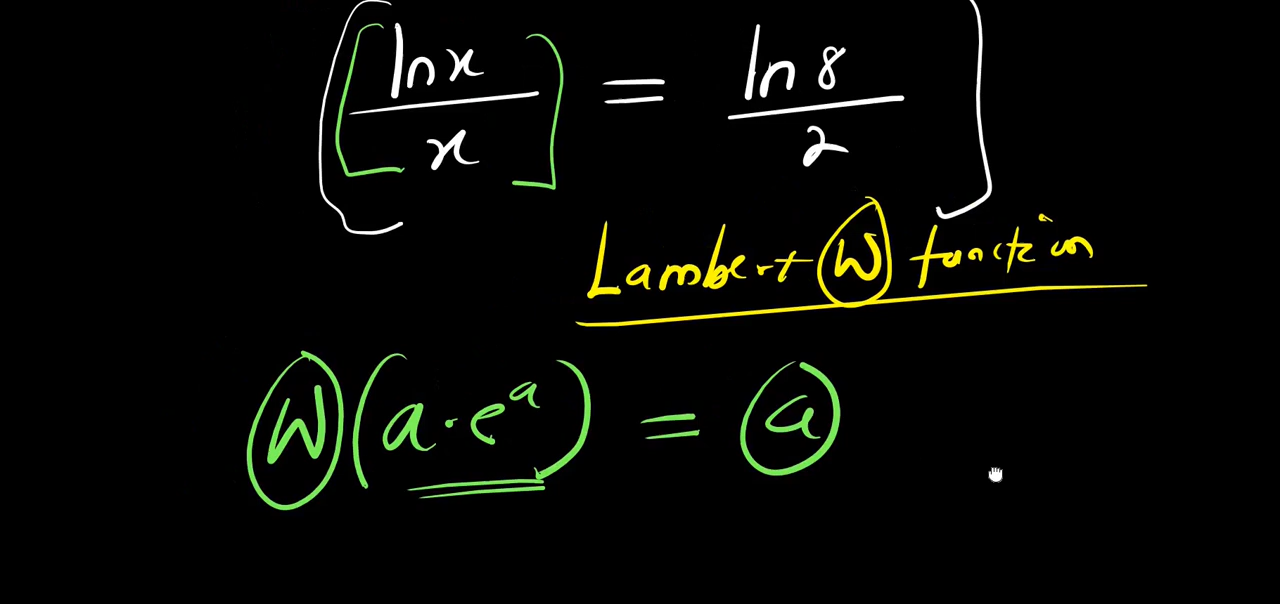 [ln x / x] = ln 8 / 2
Lambert W function
W(a·e^a) = a